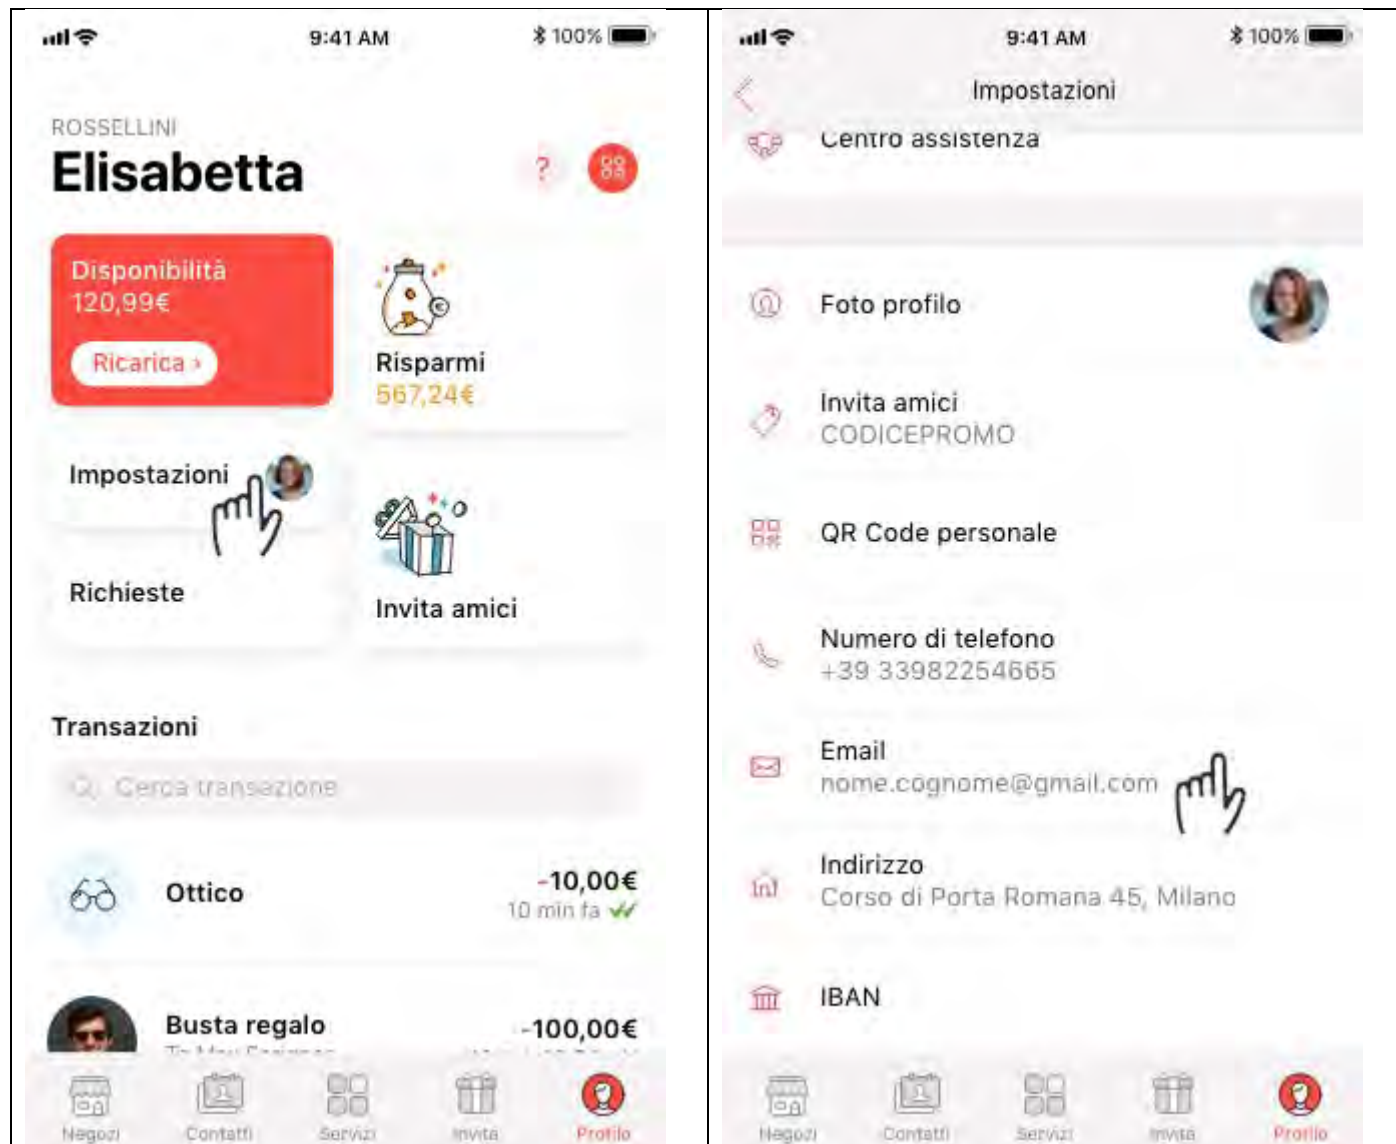 9:41 AM
100%
ROSSELLINI
Elisabetta
?
Disponibilità
120,99€
Ricarica ›
Risparmi
567,24€
Impostazioni
Richieste
Invita amici
Transazioni
Cerca transazione
Ottico
-10,00€
10 min fa
Busta regalo
-100,00€
Negozi
Contatti
Servizi
Invita
Profilo
9:41 AM
100%
Impostazioni
Centro assistenza
Foto profilo
Invita amici
CODICEPROMO
QR Code personale
Numero di telefono
+39 33982254665
Email
nome.cognome@gmail.com
Indirizzo
Corso di Porta Romana 45, Milano
IBAN
Negozi
Contatti
Servizi
Invita
Profilo